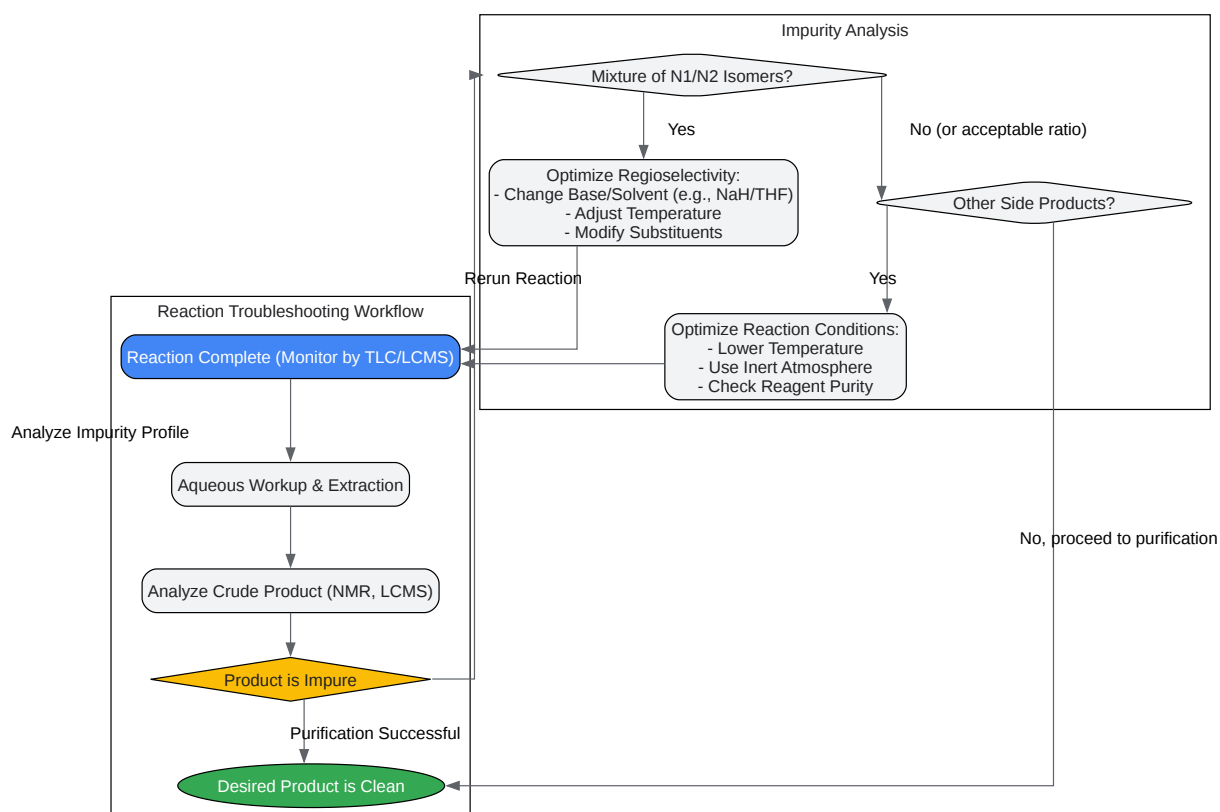 Impurity Analysis
Mixture of N1/N2 Isomers?
Yes
No (or acceptable ratio)
Optimize Regioselectivity:
- Change Base/Solvent (e.g., NaH/THF)
- Adjust Temperature
- Modify Substituents
Other Side Products?
Rerun Reaction
Yes
Reaction Troubleshooting Workflow
Reaction Complete (Monitor by TLC/LCMS)
Optimize Reaction Conditions:
- Lower Temperature
- Use Inert Atmosphere
- Check Reagent Purity
Analyze Impurity Profile
Aqueous Workup & Extraction
No, proceed to purification
Analyze Crude Product (NMR, LCMS)
Product is Impure
Purification Successful
Desired Product is Clean